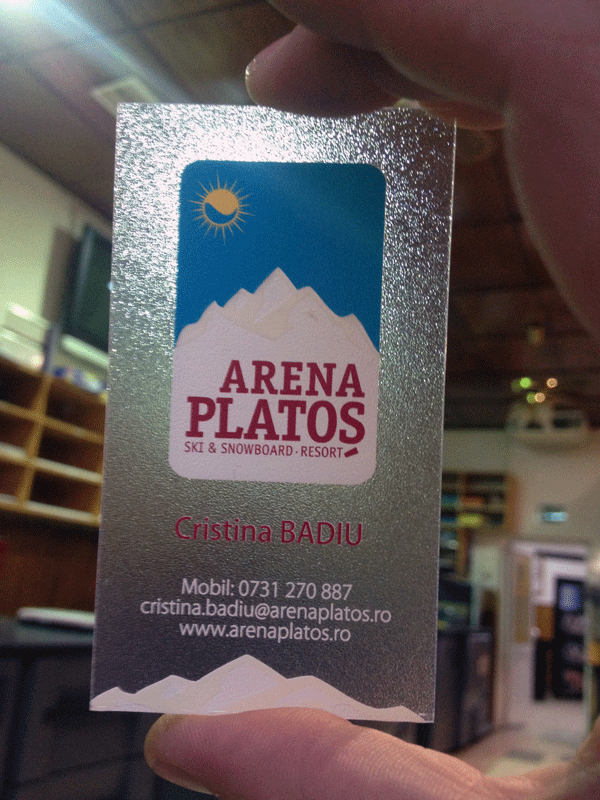 ARENA
PLATOS
SKI & SNOWBOARD · RESORT
Cristina BADIU
Mobil: 0731 270 887
cristina.badiu@arenaplatos.ro
www.arenaplatos.ro